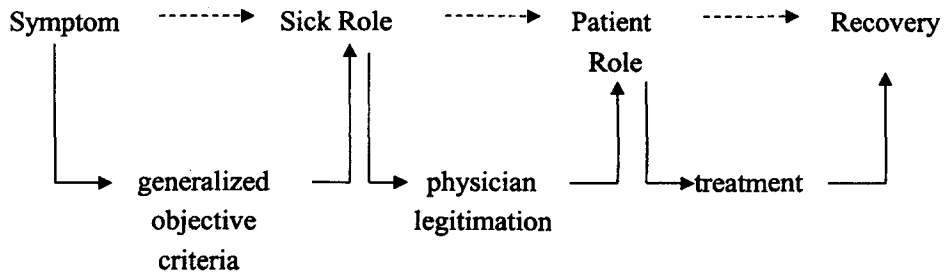 Symptom Sick Role Patient Recovery
Role
generalized physician treatment
objective legitimation
criteria